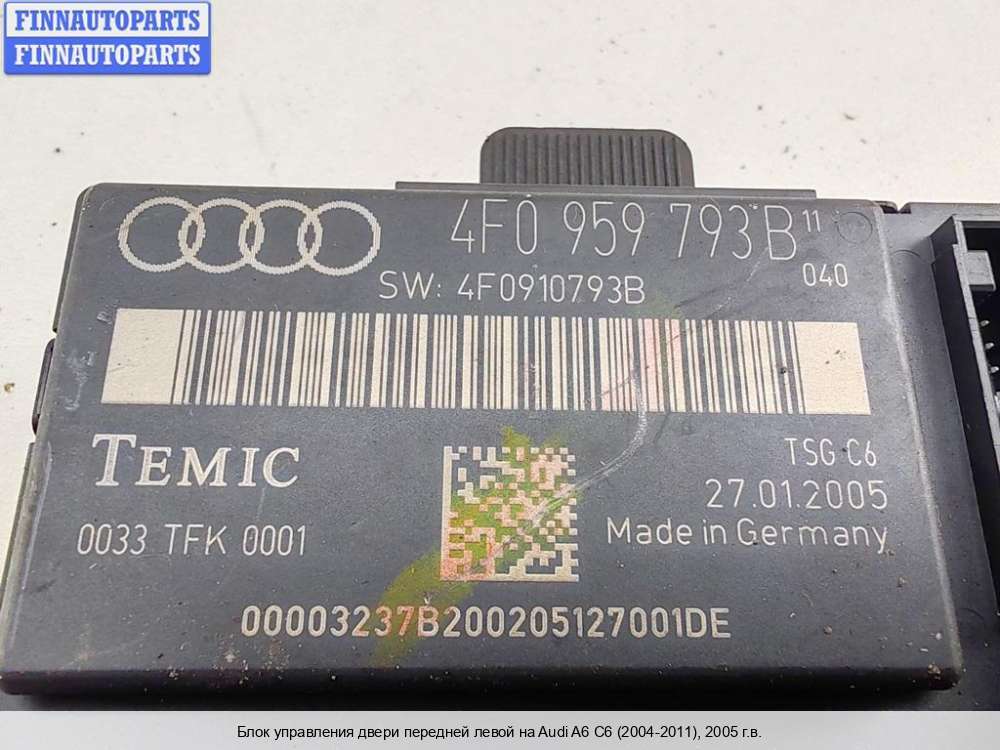 FINNAUTOPARTS
FINNAUTOPARTS
4F0 959 793B 11
040
SW: 4F0910793B
TEMIC
TSG C6
27.01.2005
0033 TFK 0001
Made in Germany
00003237B200205127001DE
Блок управления двери передней левой на Audi A6 C6 (2004-2011), 2005 г.в.